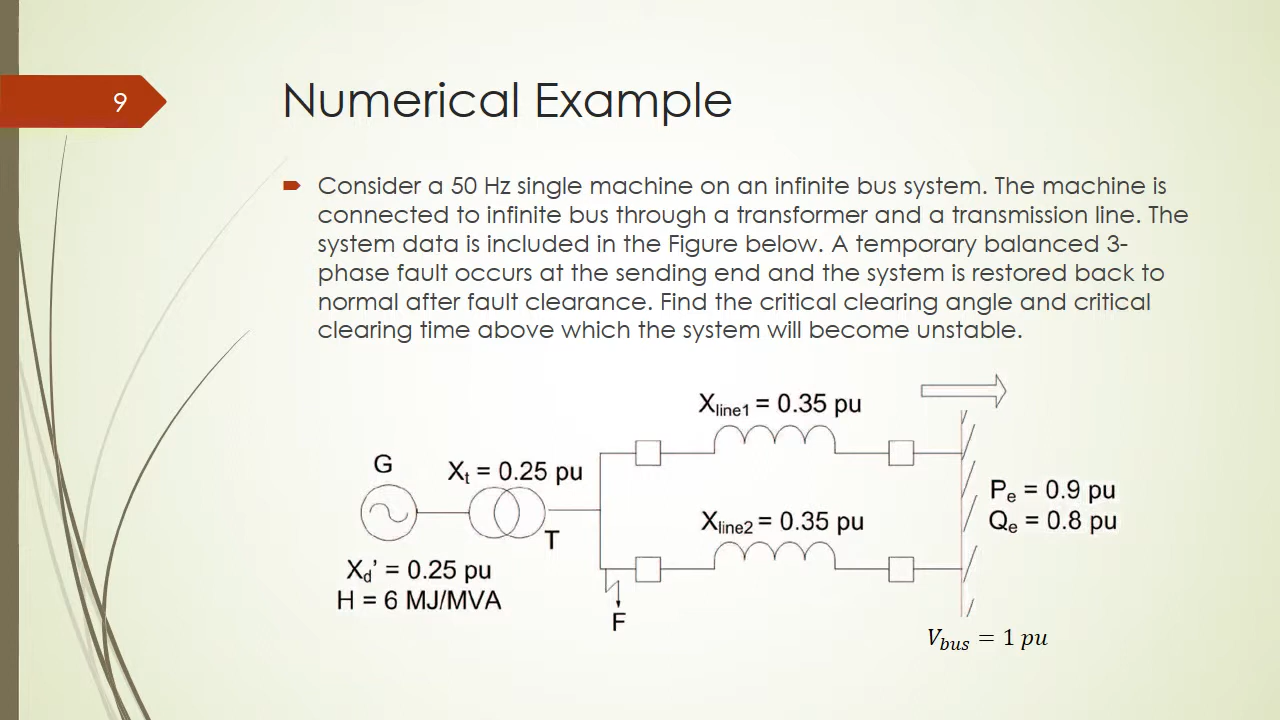 9
Numerical Example
Consider a 50 Hz single machine on an infinite bus system. The machine is
connected to infinite bus through a transformer and a transmission line. The
system data is included in the Figure below. A temporary balanced 3-
phase fault occurs at the sending end and the system is restored back to
normal after fault clearance. Find the critical clearing angle and critical
clearing time above which the system will become unstable.
Xline1 = 0.35 pu
G
Xt = 0.25 pu
T
Xd' = 0.25 pu
H = 6 MJ/MVA
Xline2 = 0.35 pu
F
Pe = 0.9 pu
Qe = 0.8 pu
Vbus = 1 pu